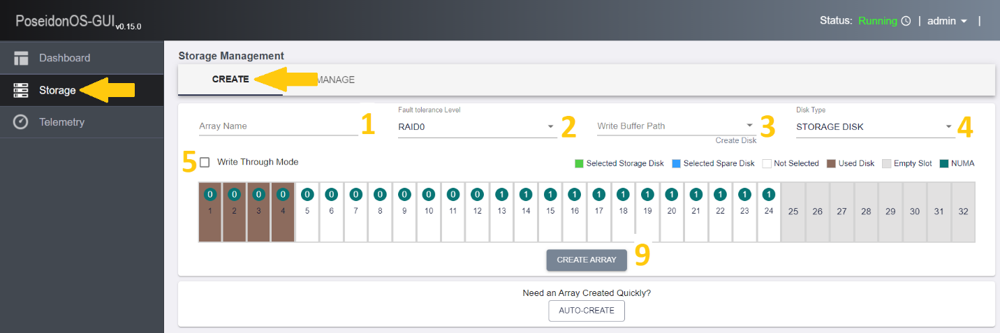 PoseidonOS-GUI v0.15.0
Status: Running | admin |
Dashboard
Storage
Telemetry
Storage Management
CREATE
MANAGE
Array Name
1
Fault tolerance Level
RAID0
2
Write Buffer Path
Create Disk
3
Disk Type
STORAGE DISK
4
5
Write Through Mode
Selected Storage Disk Selected Spare Disk Not Selected Used Disk Empty Slot NUMA
0 0 0 0 0 0 0 0 0 0 0 0 1 1 1 1 1 1 1 1 1 1 1 1
1 2 3 4 5 6 7 8 9 10 11 12 13 14 15 16 17 18 19 20 21 22 23 24 25 26 27 28 29 30 31 32
CREATE ARRAY
9
Need an Array Created Quickly?
AUTO-CREATE